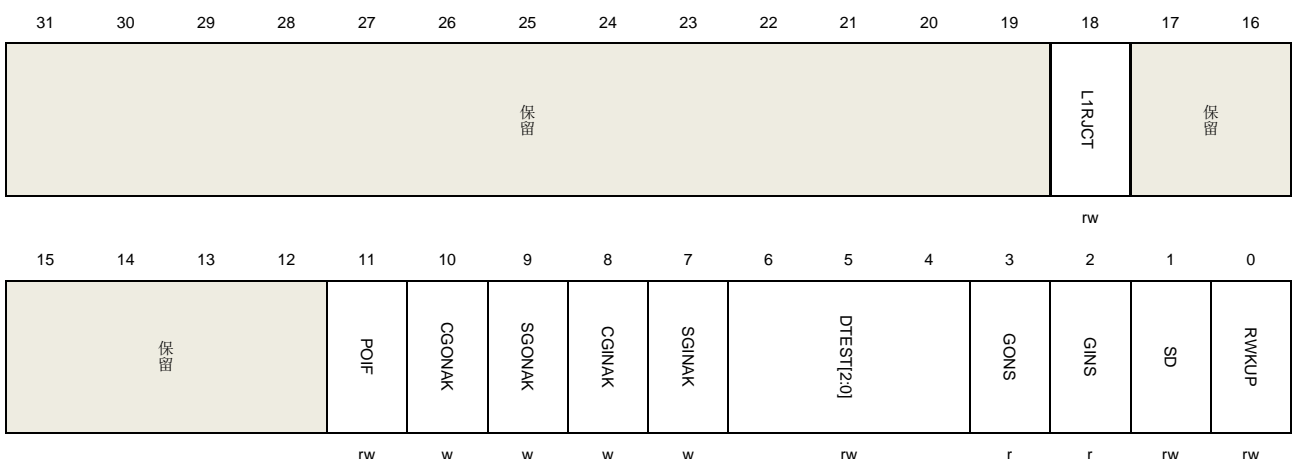 31 30 29 28 27 26 25 24 23 22 21 20 19 18 17 16
保留 L1RJCT 保留
rw
15 14 13 12 11 10 9 8 7 6 5 4 3 2 1 0
保留 POIF CGONAK SGONAK CGINAK SGINAK DTEST[2:0] GONS GINS SD RWKUP
rw w w w w rw r r rw rw